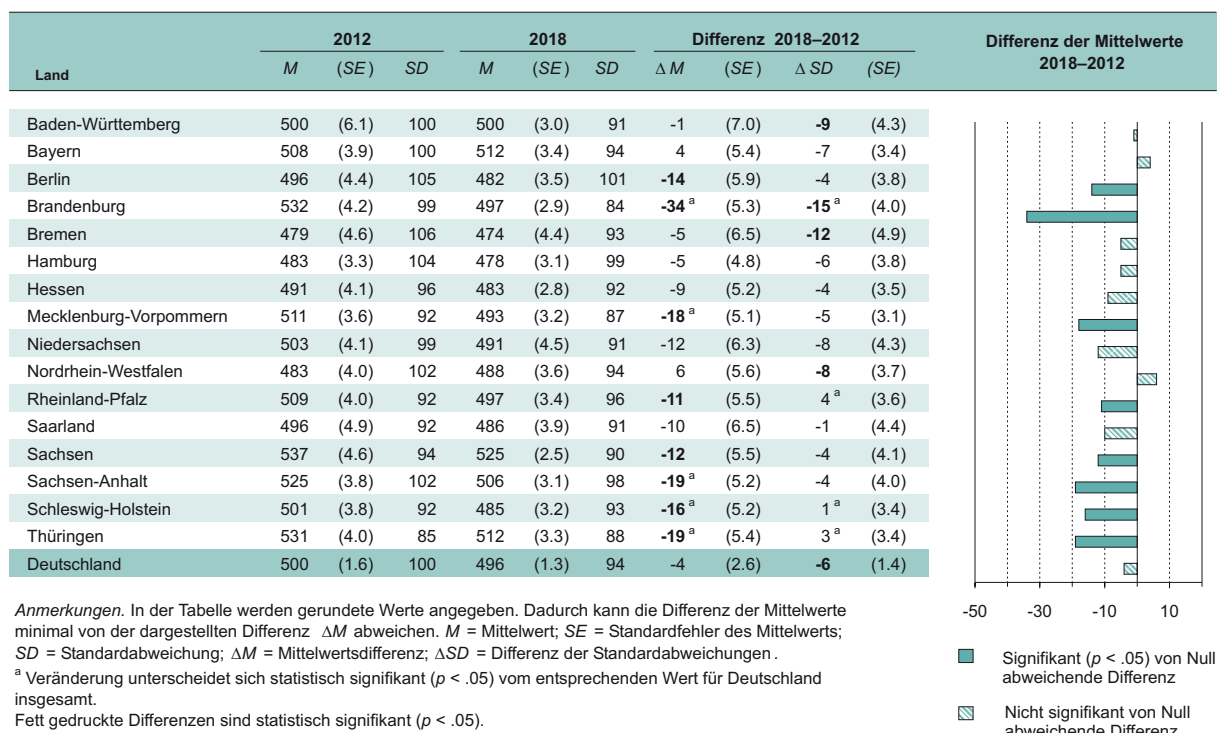 2012 2018 Differenz 2018–2012 Differenz der Mittelwerte
2018–2012
Land M (SE) SD M (SE) SD Δ M (SE) Δ SD (SE)
Baden-Württemberg 500 (6.1) 100 500 (3.0) 91 -1 (7.0) -9 (4.3)
Bayern 508 (3.9) 100 512 (3.4) 94 4 (5.4) -7 (3.4)
Berlin 496 (4.4) 105 482 (3.5) 101 -14 (5.9) -4 (3.8)
Brandenburg 532 (4.2) 99 497 (2.9) 84 -34 a (5.3) -15 a (4.0)
Bremen 479 (4.6) 106 474 (4.4) 93 -5 (6.5) -12 (4.9)
Hamburg 483 (3.3) 104 478 (3.1) 99 -5 (4.8) -6 (3.8)
Hessen 491 (4.1) 96 483 (2.8) 92 -9 (5.2) -4 (3.5)
Mecklenburg-Vorpommern 511 (3.6) 92 493 (3.2) 87 -18 a (5.1) -5 (3.1)
Niedersachsen 503 (4.1) 99 491 (4.5) 91 -12 (6.3) -8 (4.3)
Nordrhein-Westfalen 483 (4.0) 102 488 (3.6) 94 6 (5.6) -8 (3.7)
Rheinland-Pfalz 509 (4.0) 92 497 (3.4) 96 -11 (5.5) 4 a (3.6)
Saarland 496 (4.9) 92 486 (3.9) 91 -10 (6.5) -1 (4.4)
Sachsen 537 (4.6) 94 525 (2.5) 90 -12 (5.5) -4 (4.1)
Sachsen-Anhalt 525 (3.8) 102 506 (3.1) 98 -19 a (5.2) -4 (4.0)
Schleswig-Holstein 501 (3.8) 92 485 (3.2) 93 -16 a (5.2) 1 a (3.4)
Thüringen 531 (4.0) 85 512 (3.3) 88 -19 a (5.4) 3 a (3.4)
Deutschland 500 (1.6) 100 496 (1.3) 94 -4 (2.6) -6 (1.4)
-50 -30 -10 10
Anmerkungen. In der Tabelle werden gerundete Werte angegeben. Dadurch kann die Differenz der Mittelwerte
minimal von der dargestellten Differenz ΔM abweichen. M = Mittelwert; SE = Standardfehler des Mittelwerts;
SD = Standardabweichung; ΔM = Mittelwertsdifferenz; ΔSD = Differenz der Standardabweichungen.
a Veränderung unterscheidet sich statistisch signifikant (p < .05) vom entsprechenden Wert für Deutschland
insgesamt.
Fett gedruckte Differenzen sind statistisch signifikant (p < .05).
Signifikant (p < .05) von Null
abweichende Differenz
Nicht signifikant von Null
abweichende Differenz